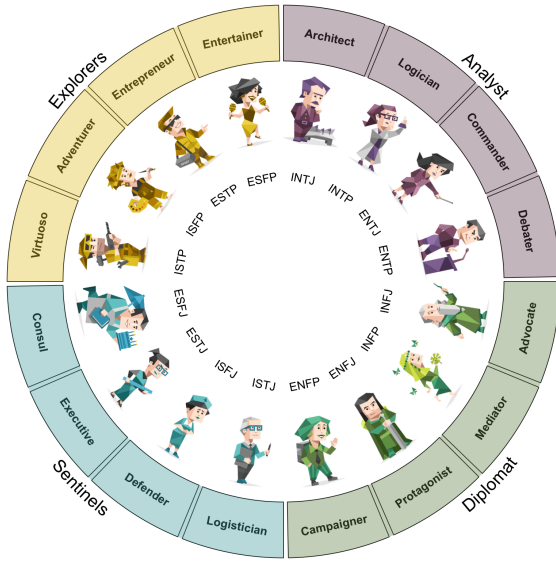 Explorers
Analyst
Sentinels
Diplomat
Architect
Logician
Commander
Debater
Advocate
Mediator
Protagonist
Campaigner
Logistician
Defender
Executive
Consul
Virtuoso
Adventurer
Entrepreneur
Entertainer
INTJ
INTP
ENTJ
ENTP
INFJ
INFP
ENFJ
ENFP
ISTJ
ISFJ
ESTJ
ESFJ
ISTP
ISFP
ESTP
ESFP